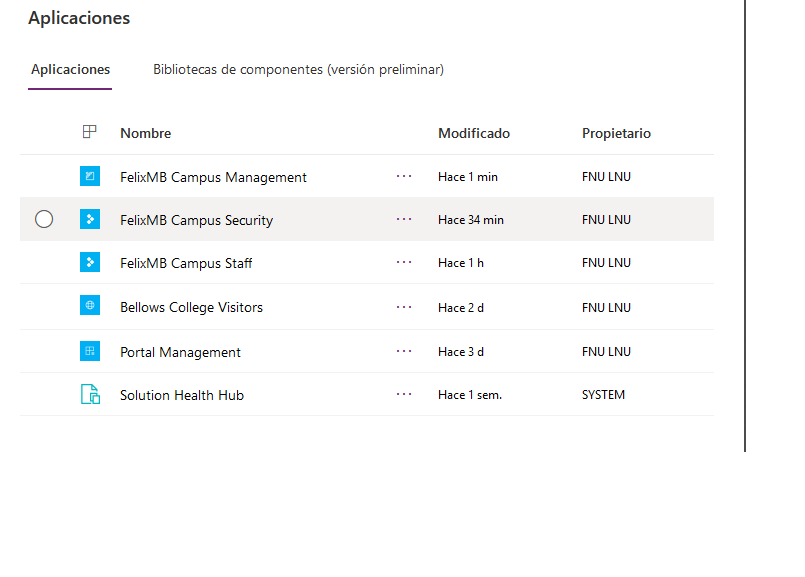 Aplicaciones
Aplicaciones Bibliotecas de componentes (versión preliminar)
Nombre Modificado Propietario
FelixMB Campus Management ··· Hace 1 min FNU LNU
FelixMB Campus Security ··· Hace 34 min FNU LNU
FelixMB Campus Staff ··· Hace 1 h FNU LNU
Bellows College Visitors ··· Hace 2 d FNU LNU
Portal Management ··· Hace 3 d FNU LNU
Solution Health Hub ··· Hace 1 sem. SYSTEM